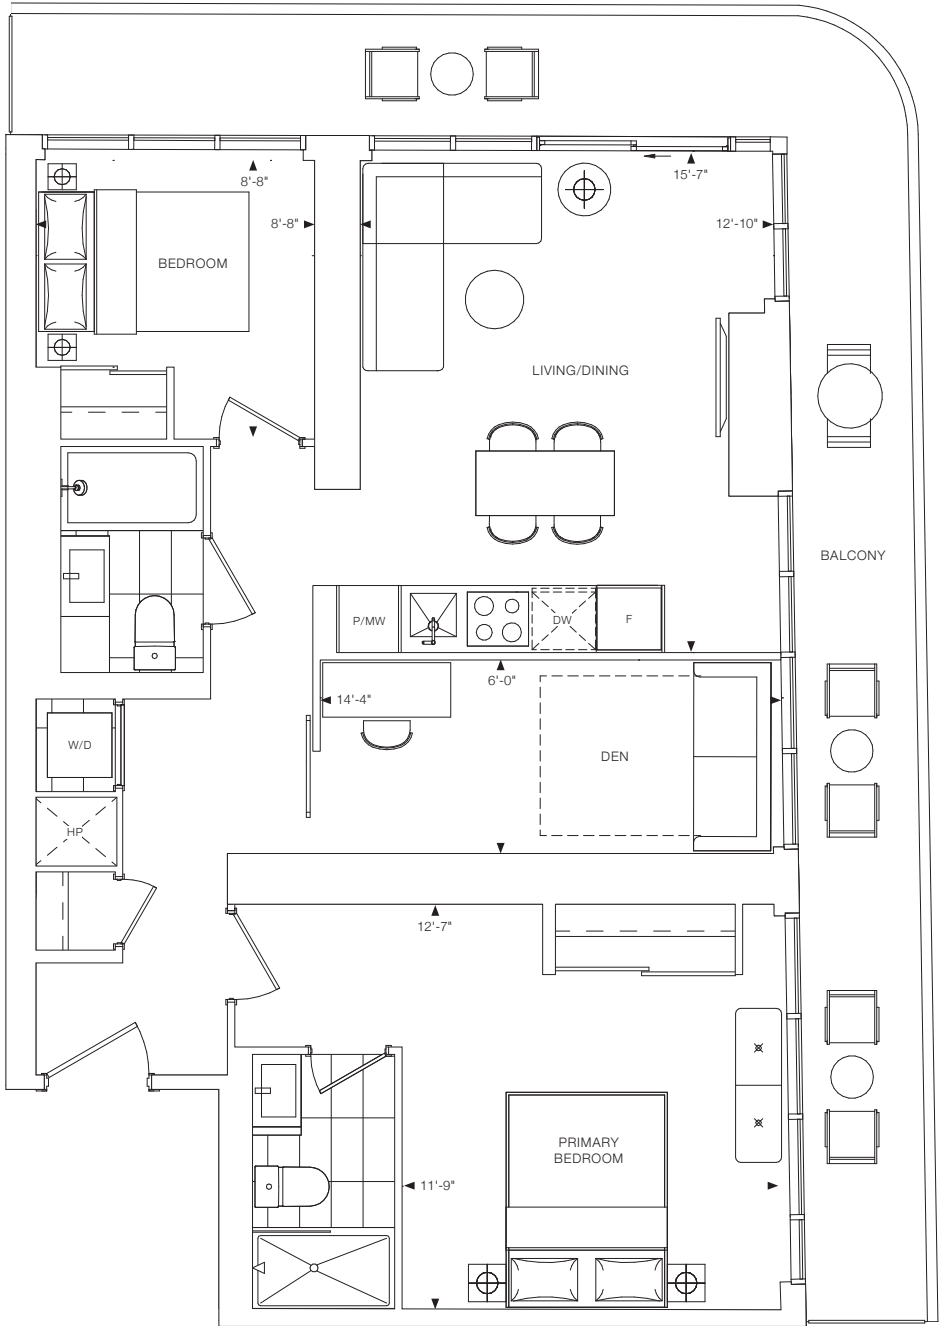 8'-8"
15'-7"
8'-8"
12'-10"
BEDROOM
LIVING/DINING
BALCONY
P/MW
DW
F
6'-0"
14'-4"
W/D
DEN
HP
12'-7"
PRIMARY
BEDROOM
11'-9"